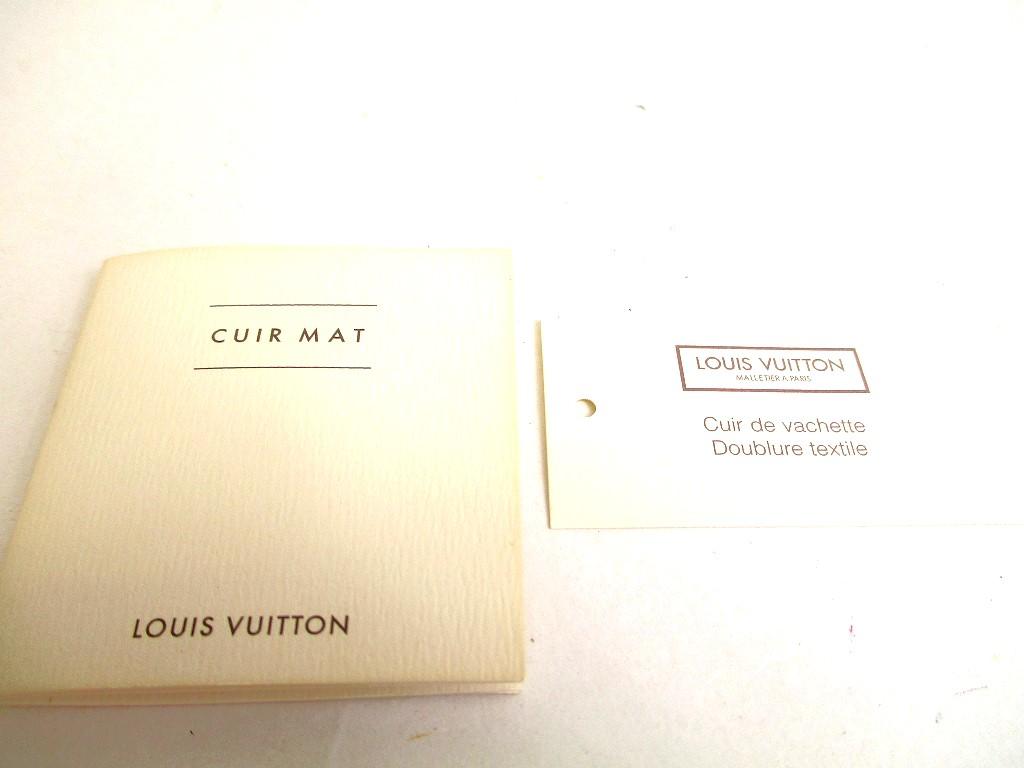 CUIR MAT
LOUIS VUITTON
LOUIS VUITTON
MALLETIER A PARIS
Cuir de vachette
Doublure textile